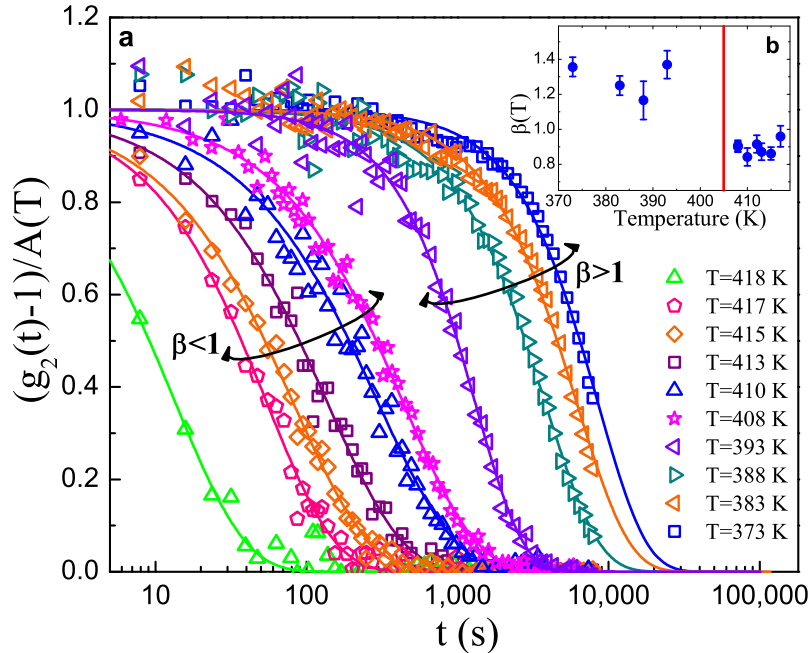 a
b
(g2(t)-1)/A(T)
1.2
1.0
0.8
0.6
0.4
0.2
0.0
10
100
1,000
10,000
100,000
t (s)
β<1
β>1
β(T)
1.4
1.2
1.0
0.8
370
380
390
400
410
Temperature (K)
T=418 K
T=417 K
T=415 K
T=413 K
T=410 K
T=408 K
T=393 K
T=388 K
T=383 K
T=373 K